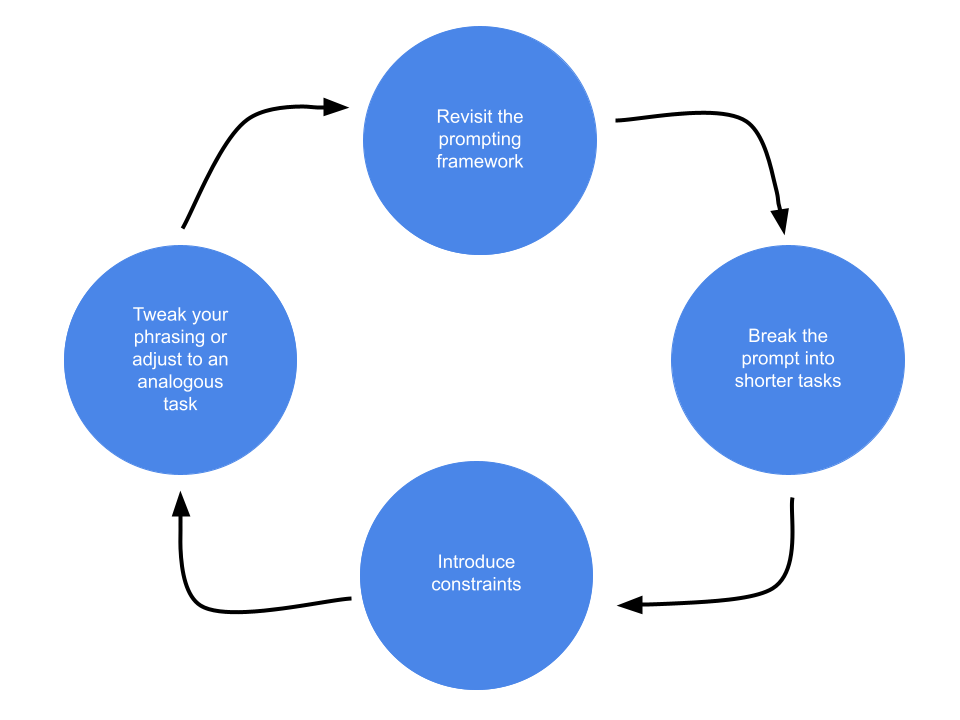 Revisit the
prompting
framework
Break the
prompt into
shorter tasks
Introduce
constraints
Tweak your
phrasing or
adjust to an
analogous
task